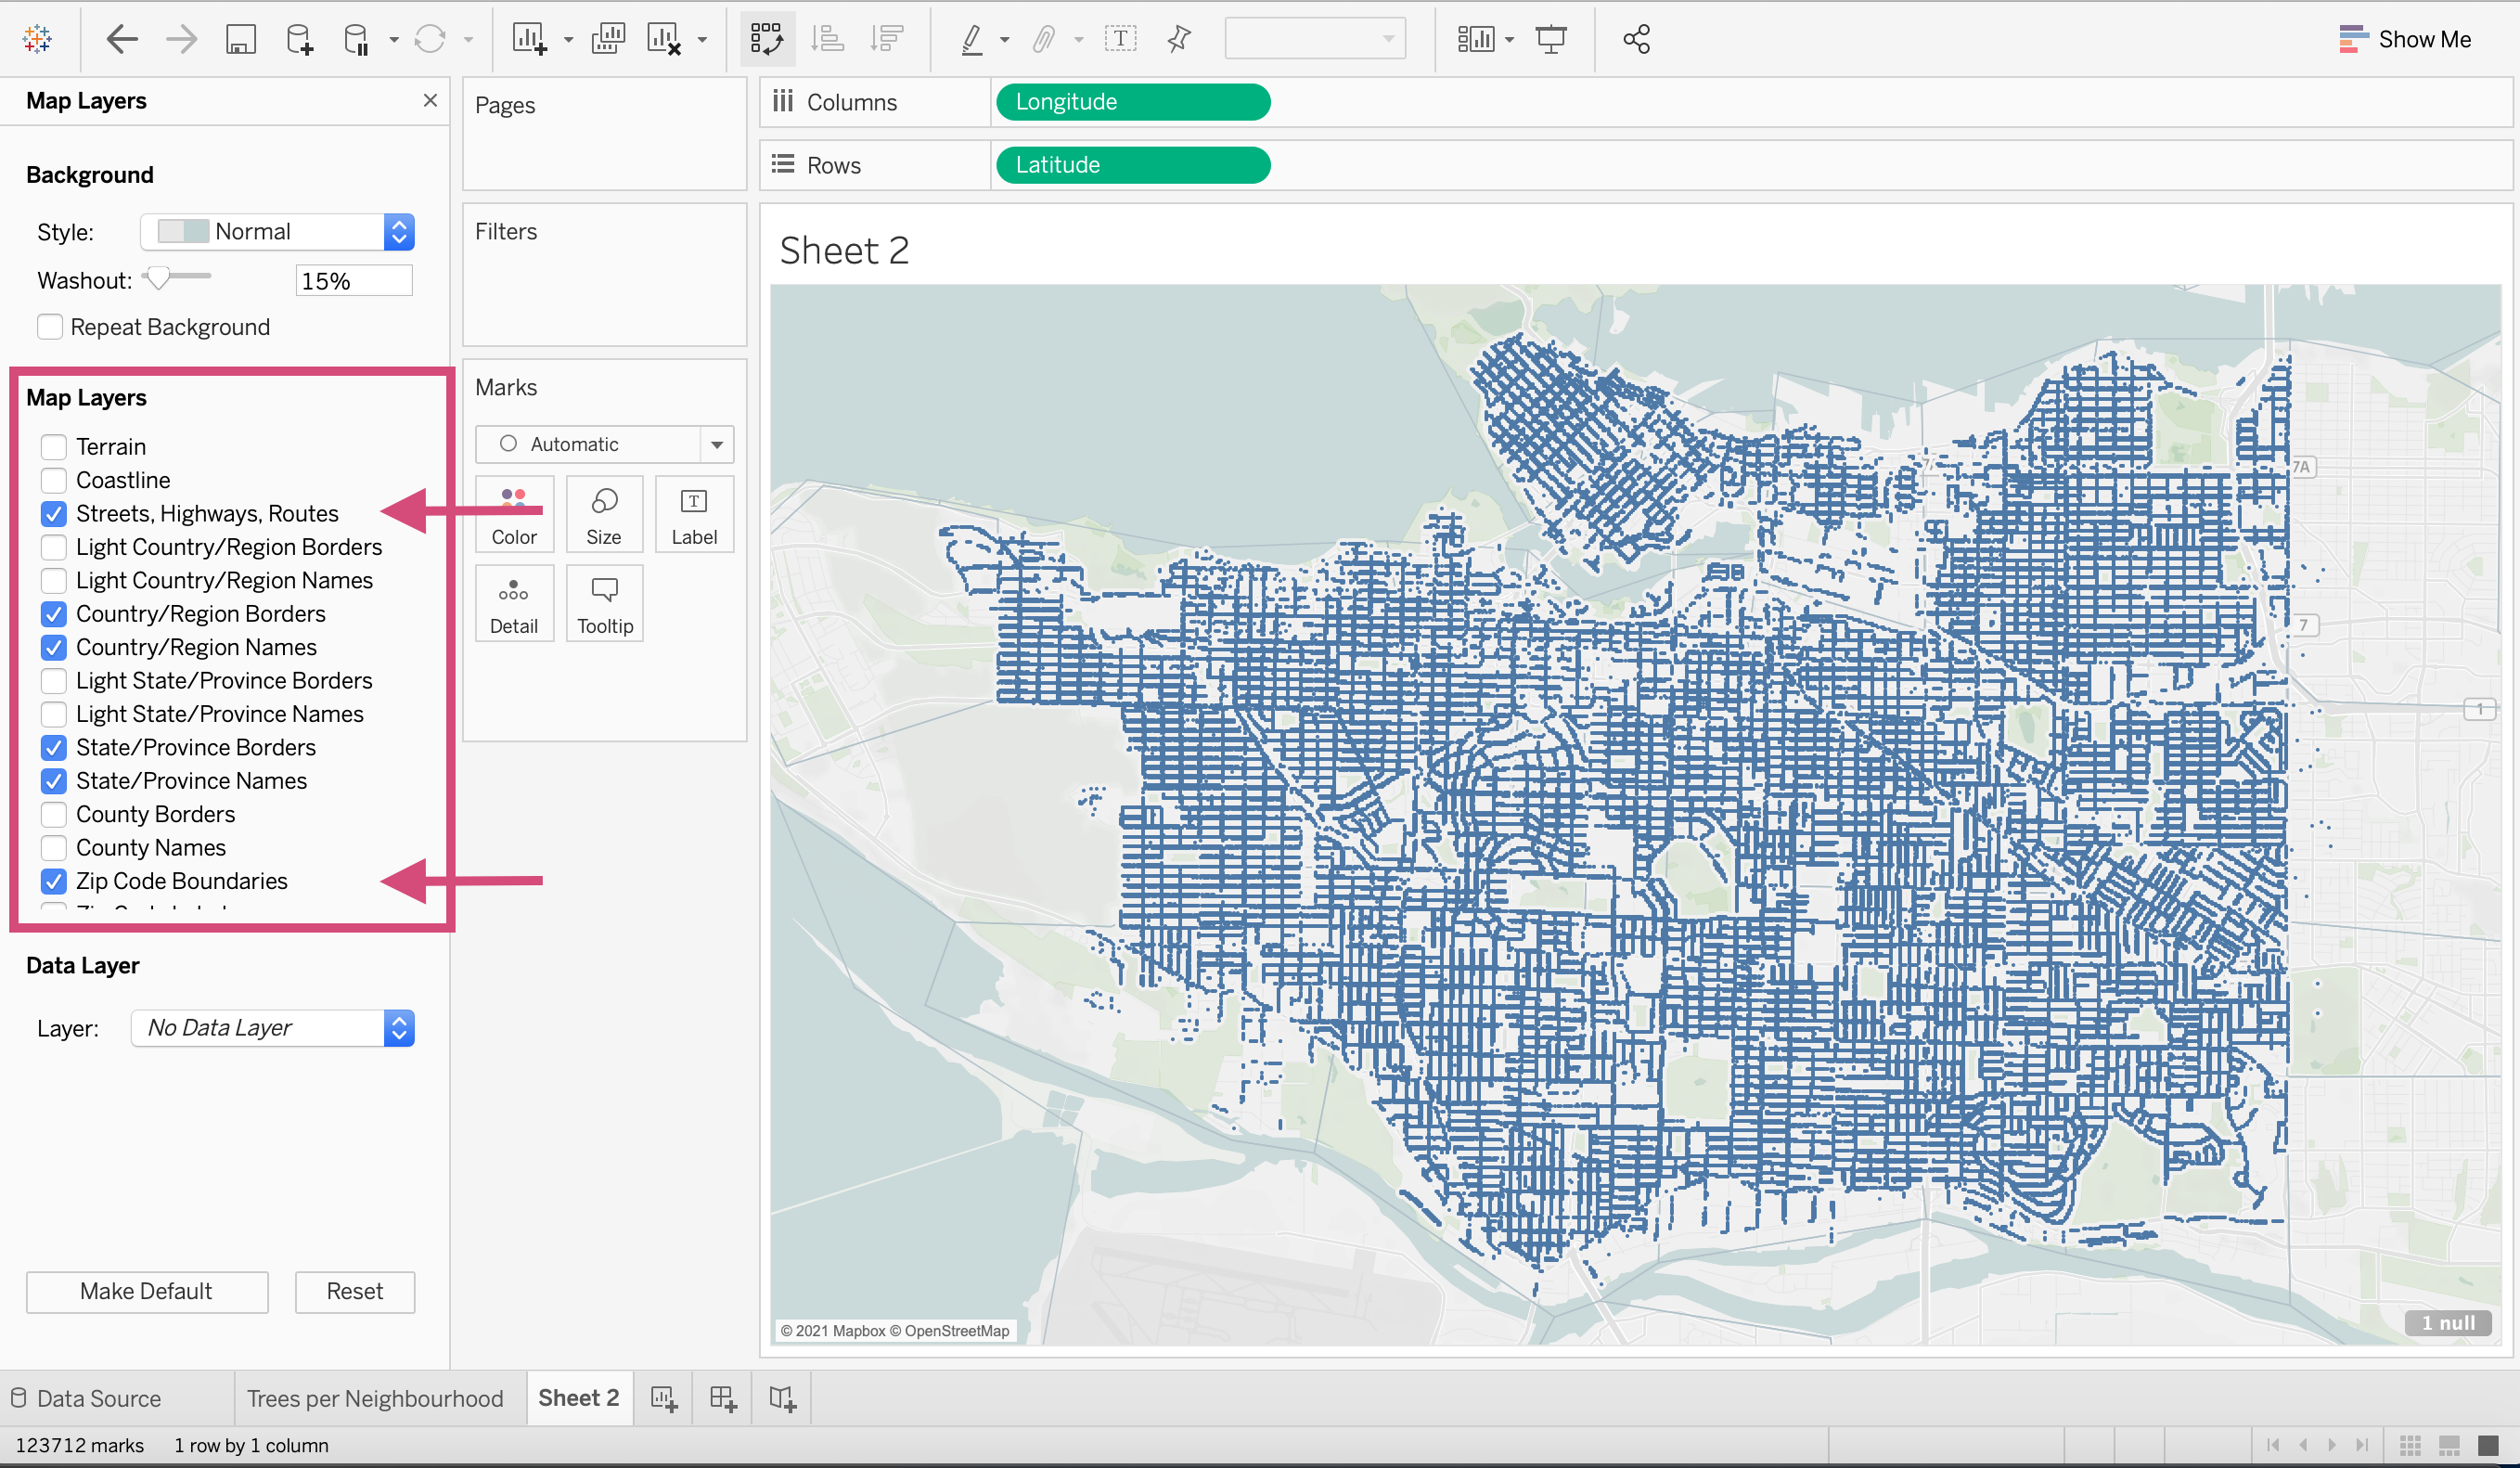 Show Me
Map Layers
Background
Style:
Normal
Washout:
15%
Repeat Background
Map Layers
Terrain
Coastline
Streets, Highways, Routes
Light Country/Region Borders
Light Country/Region Names
Country/Region Borders
Country/Region Names
Light State/Province Borders
Light State/Province Names
State/Province Borders
State/Province Names
County Borders
County Names
Zip Code Boundaries
Data Layer
Layer:
No Data Layer
Make Default
Reset
Pages
Filters
Marks
Automatic
Color
Size
T
Label
Detail
Tooltip
T
Columns
Longitude
Rows
Latitude
Sheet 2
7A
7
7
1
© 2021 Mapbox © OpenStreetMap
1 null
Data Source
Trees per Neighbourhood
Sheet 2
123712 marks
1 row by 1 column